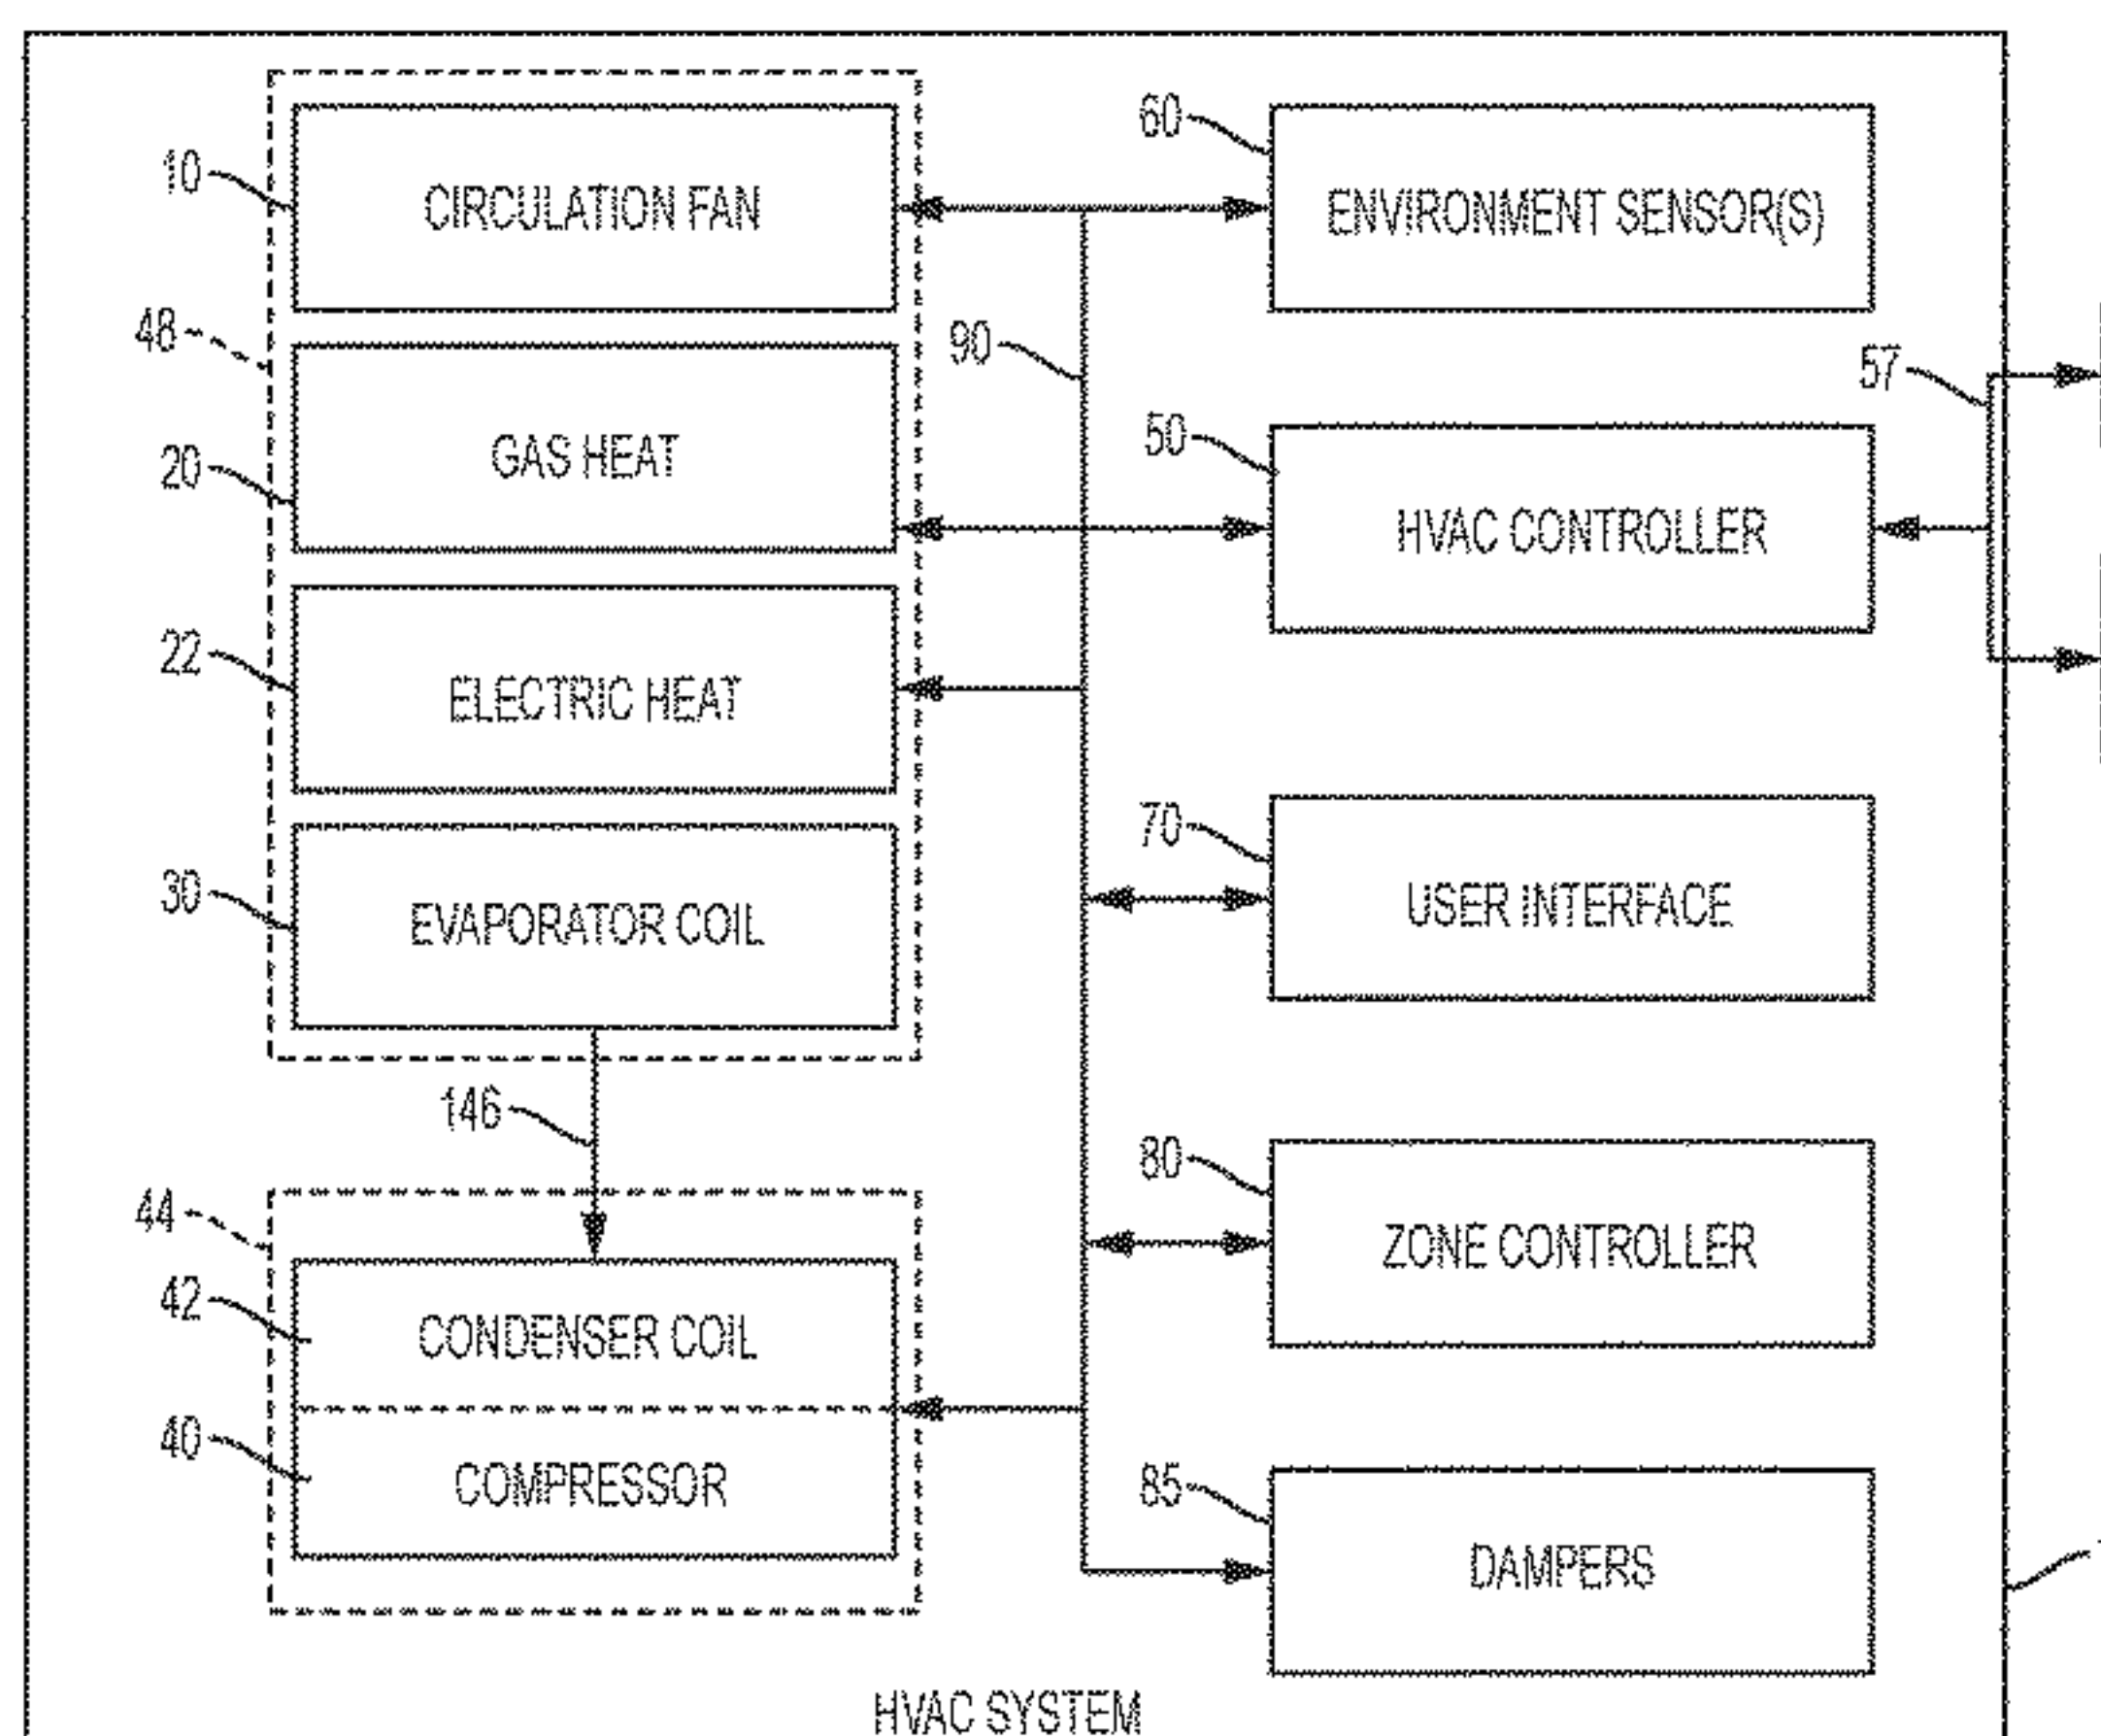 10
CIRCULATION FAN
48
20
GAS HEAT
22
ELECTRIC HEAT
30
EVAPORATOR COIL
146
44
42
CONDENSER COIL
40
COMPRESSOR
90
60
ENVIRONMENT SENSOR(S)
50
HVAC CONTROLLER
57
70
USER INTERFACE
80
ZONE CONTROLLER
85
DAMPERS
HVAC SYSTEM